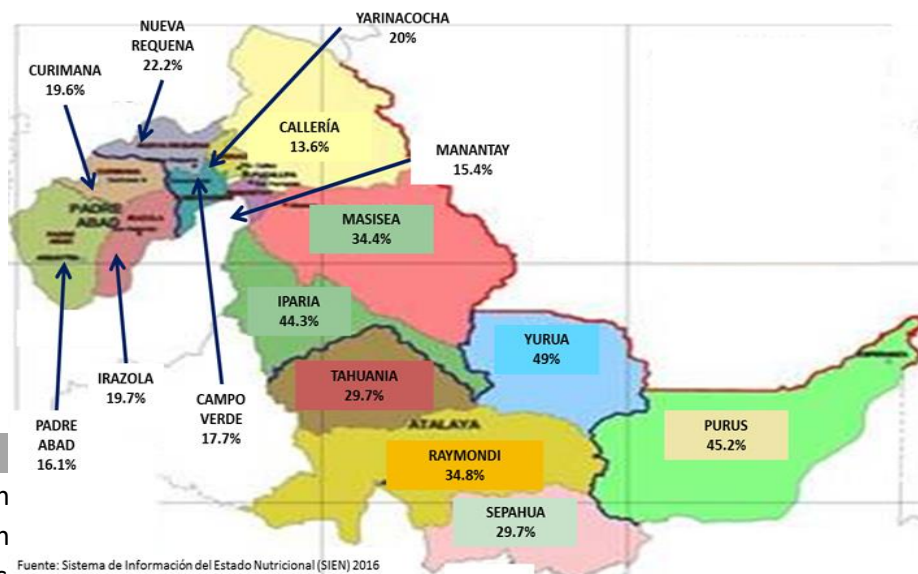 YARINACOCHA
20%
NUEVA
REQUENA
22.2%
CURIMANA
19.6%
CALLERÍA
13.6%
MANANTAY
15.4%
PADRE
ABAD
MASISEA
34.4%
IPARIA
44.3%
YURUA
49%
TAHUANIA
29.7%
IRAZOLA
19.7%
CAMPO
VERDE
17.7%
PADRE
ABAD
16.1%
ATALAYA
RAYMONDI
34.8%
PURUS
45.2%
SEPAHUA
29.7%
Fuente: Sistema de Información del Estado Nutricional (SIEN) 2016